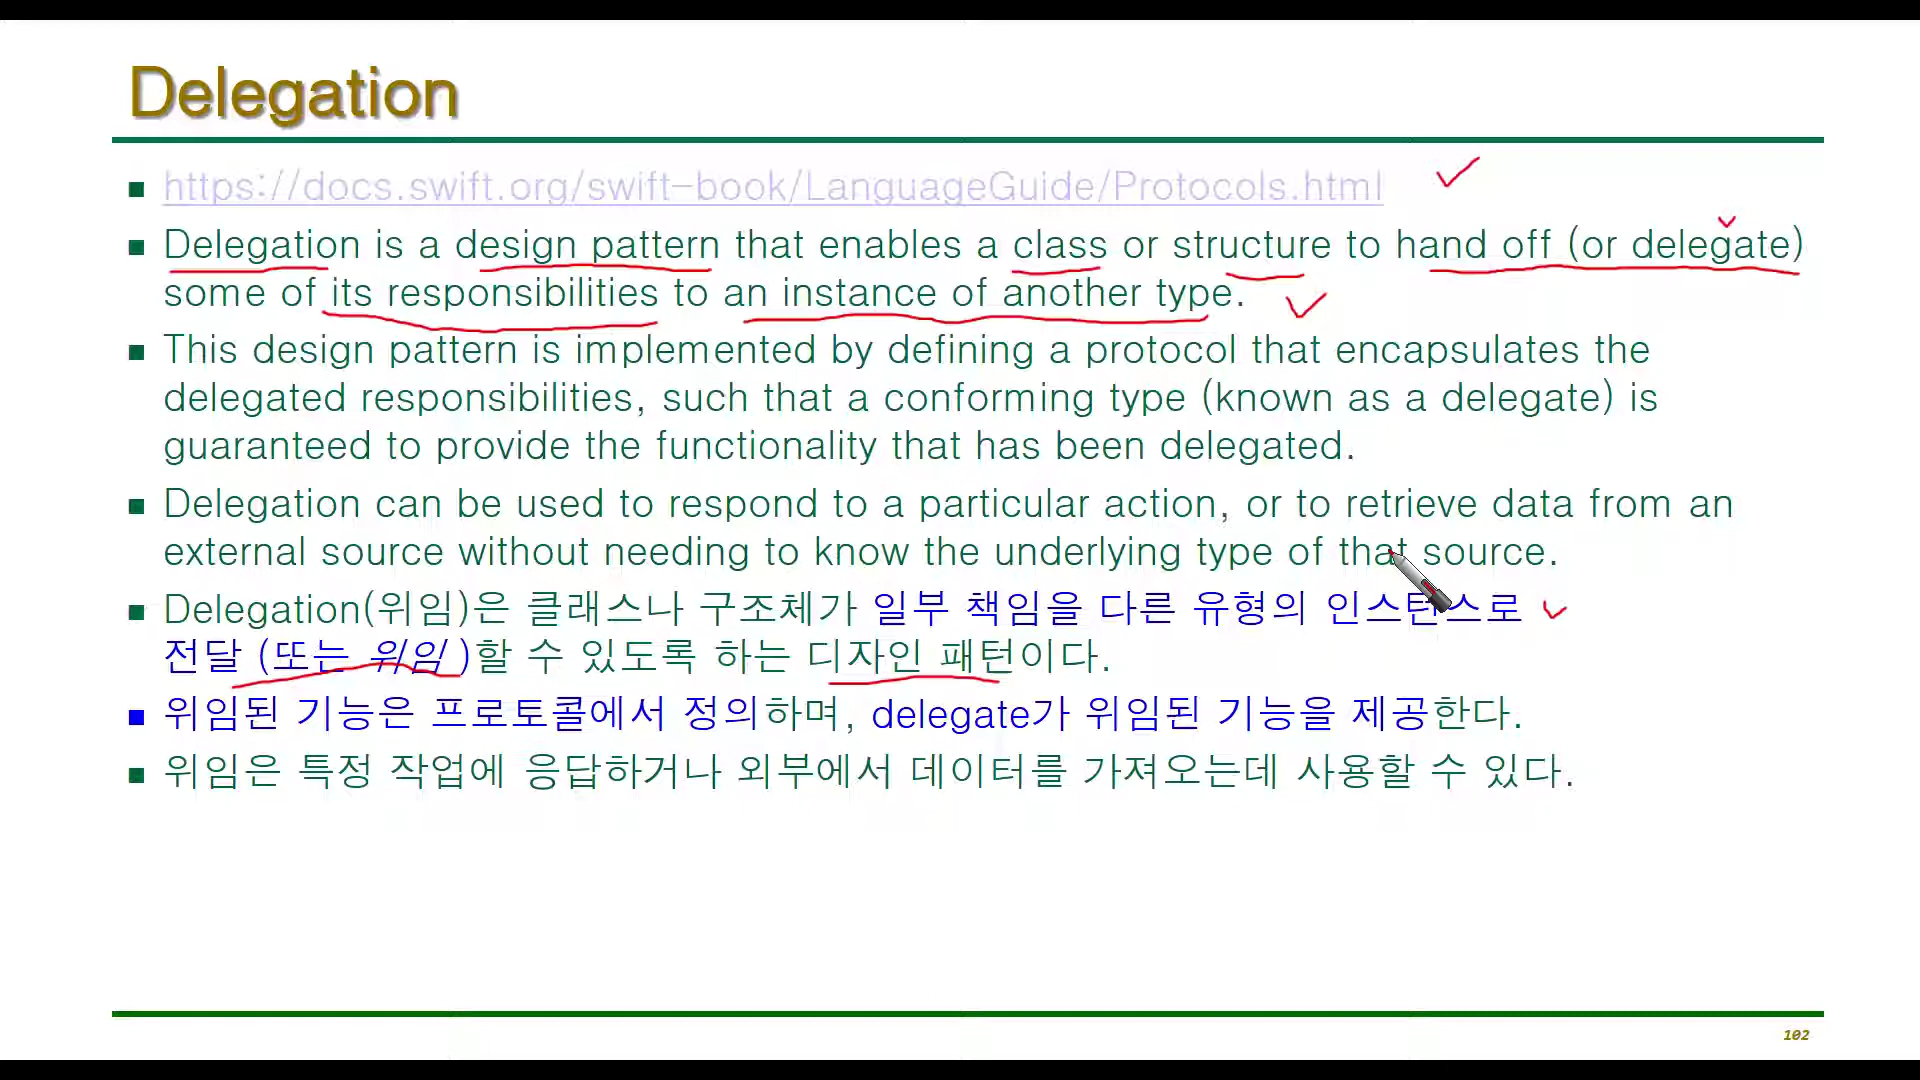 Delegation
https://docs.swift.org/swift-book/LanguageGuide/Protocols.html
Delegation is a design pattern that enables a class or structure to hand off (or delegate)
some of its responsibilities to an instance of another type.
This design pattern is implemented by defining a protocol that encapsulates the
delegated responsibilities, such that a conforming type (known as a delegate) is
guaranteed to provide the functionality that has been delegated.
Delegation can be used to respond to a particular action, or to retrieve data from an
external source without needing to know the underlying type of that source.
Delegation(위임)은 클래스나 구조체가 일부 책임을 다른 유형의 인스턴스로
전달 (또는 위임 )할 수 있도록 하는 디자인 패턴이다.
위임된 기능은 프로토콜에서 정의하며, delegate가 위임된 기능을 제공한다.
위임은 특정 작업에 응답하거나 외부에서 데이터를 가져오는데 사용할 수 있다.
102